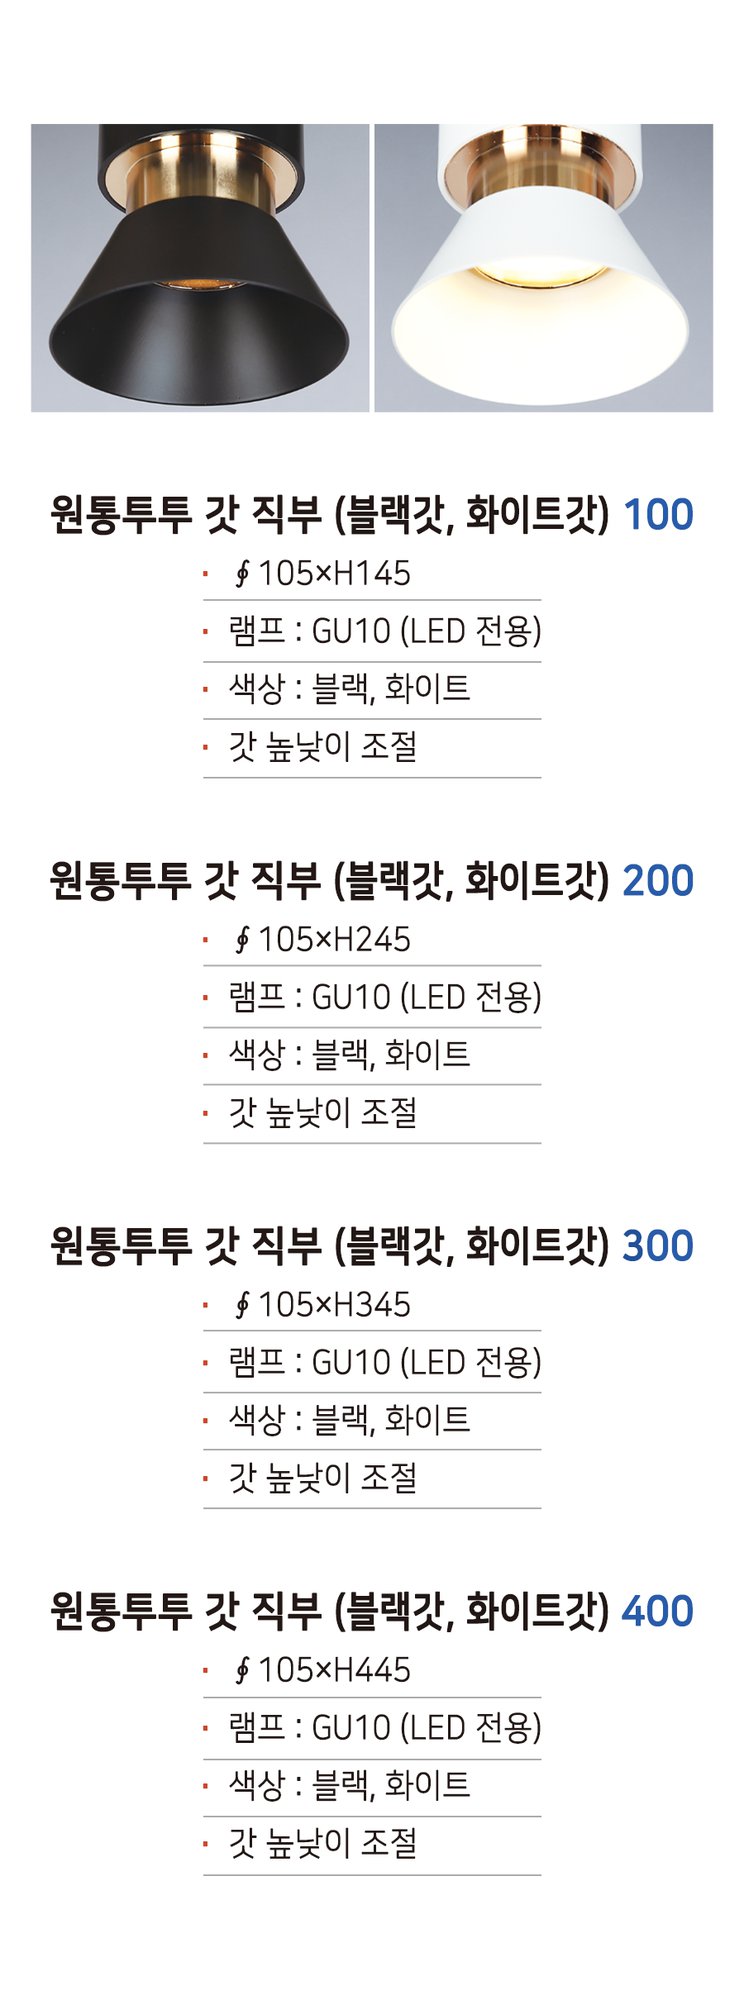 원통투투 갓 직부 (블랙갓, 화이트갓) 100
· ∮ 105×H145
· 램프 : GU10 (LED 전용)
· 색상 : 블랙, 화이트
· 갓 높낮이 조절
원통투투 갓 직부 (블랙갓, 화이트갓) 200
· ∮ 105×H245
· 램프 : GU10 (LED 전용)
· 색상 : 블랙, 화이트
· 갓 높낮이 조절
원통투투 갓 직부 (블랙갓, 화이트갓) 300
· ∮ 105×H345
· 램프 : GU10 (LED 전용)
· 색상 : 블랙, 화이트
· 갓 높낮이 조절
원통투투 갓 직부 (블랙갓, 화이트갓) 400
· ∮ 105×H445
· 램프 : GU10 (LED 전용)
· 색상 : 블랙, 화이트
· 갓 높낮이 조절